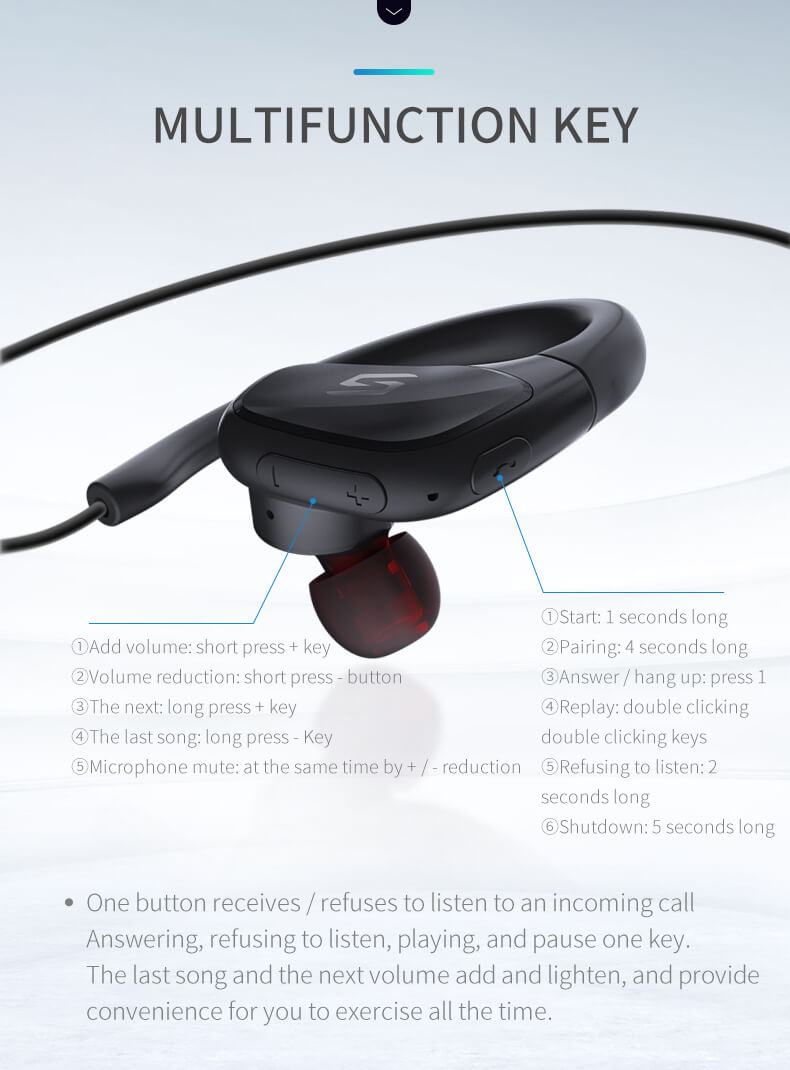 MULTIFUNCTION KEY
①Add volume: short press + key
②Volume reduction: short press - button
③The next: long press + key
④The last song: long press - Key
⑤Microphone mute: at the same time by + / - reduction
①Start: 1 seconds long
②Pairing: 4 seconds long
③Answer / hang up: press 1
④Replay: double clicking
double clicking keys
⑤Refusing to listen: 2
seconds long
⑥Shutdown: 5 seconds long
• One button receives / refuses to listen to an incoming call
Answering, refusing to listen, playing, and pause one key.
The last song and the next volume add and lighten, and provide
convenience for you to exercise all the time.